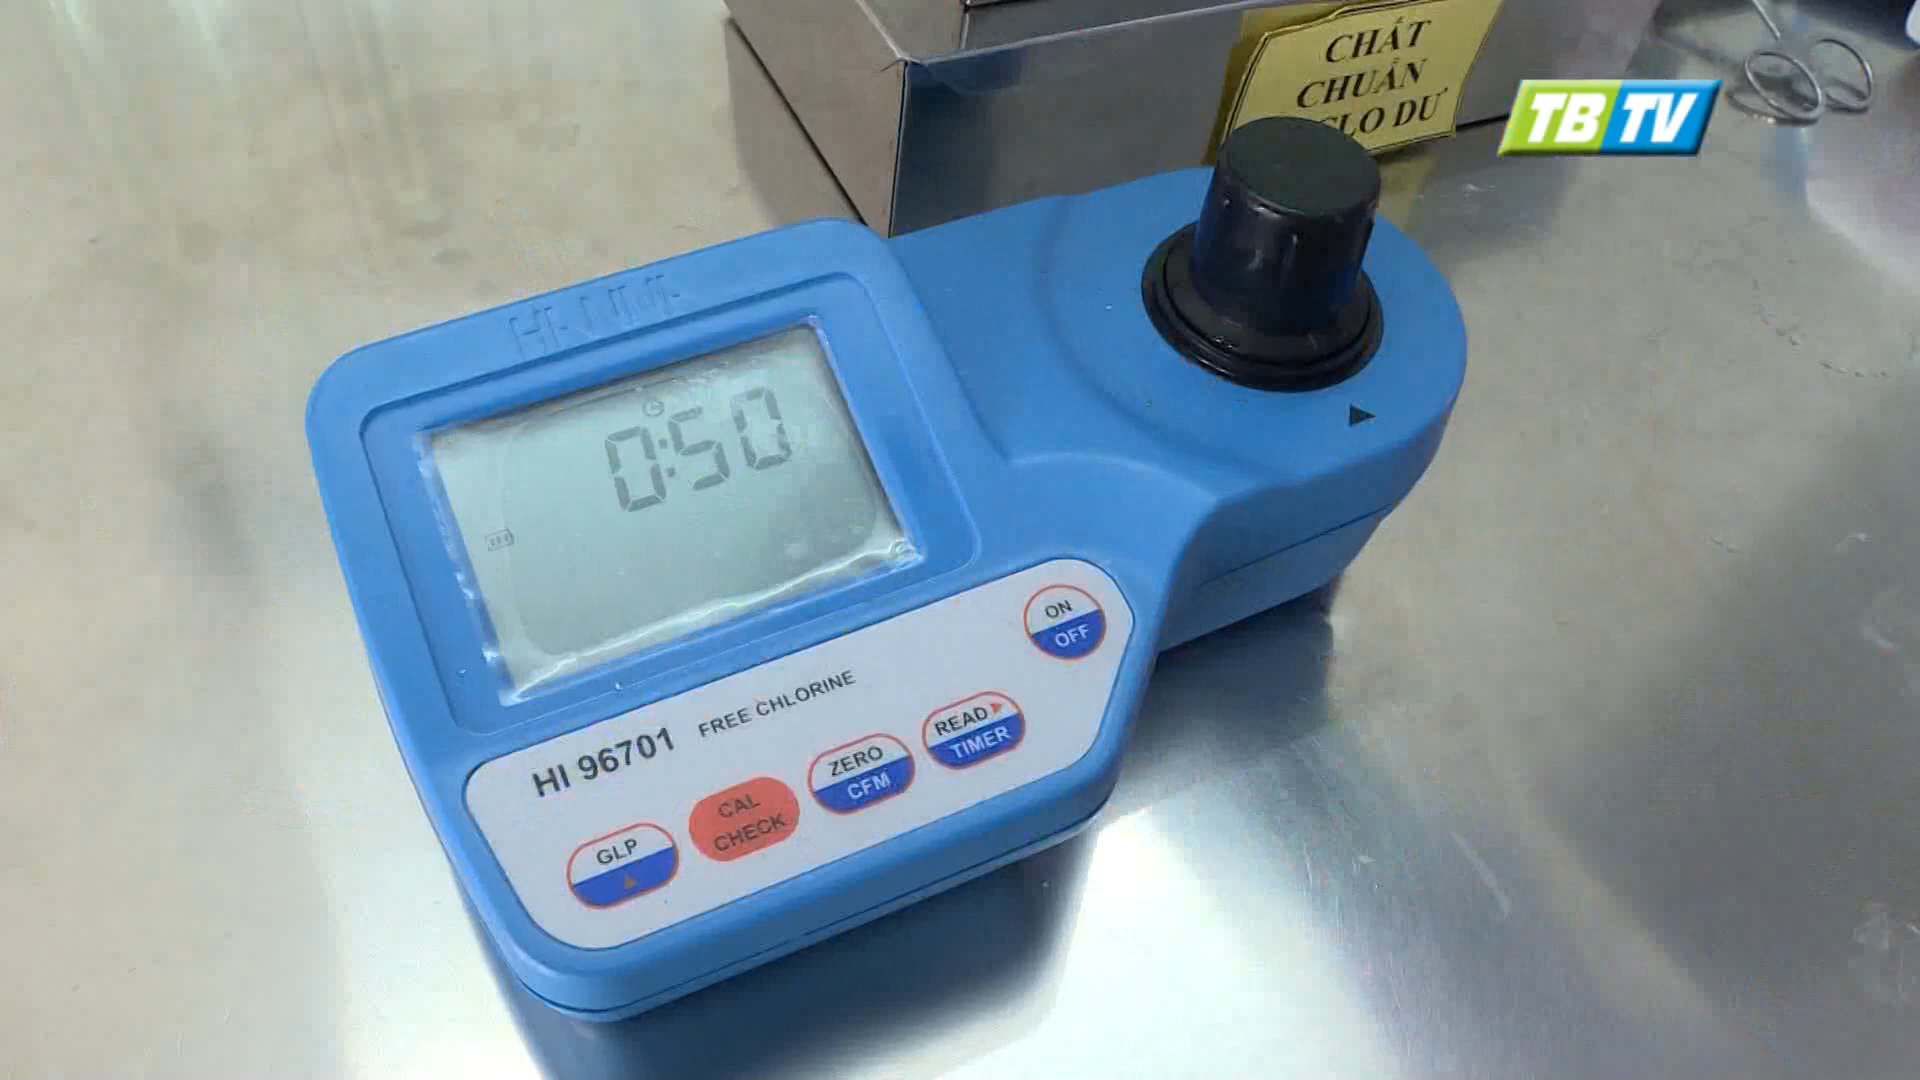 CHẤT
CHUẨN
CLO DƯ
TBTV
0:50
ON
OFF
HI 96701 FREE CHLORINE
READ
TIMER
ZERO
CFM
CAL
CHECK
GLP